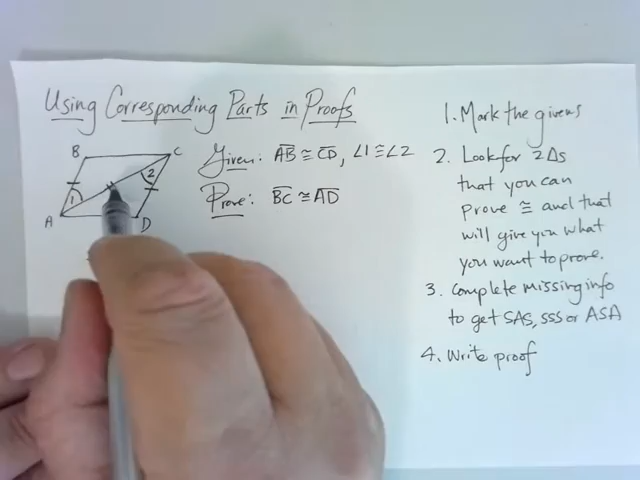 Using Corresponding Parts in Proofs
B
C
1
2
A
D
Given: AB ≅ CD, ∠1 ≅ ∠2
Prove: BC ≅ AD
1. Mark the givens
2. Look for 2 Δs
that you can
prove ≅ and that
will give you what
you want to prove.
3. Complete missing info
to get SAS, SSS or ASA
4. Write proof